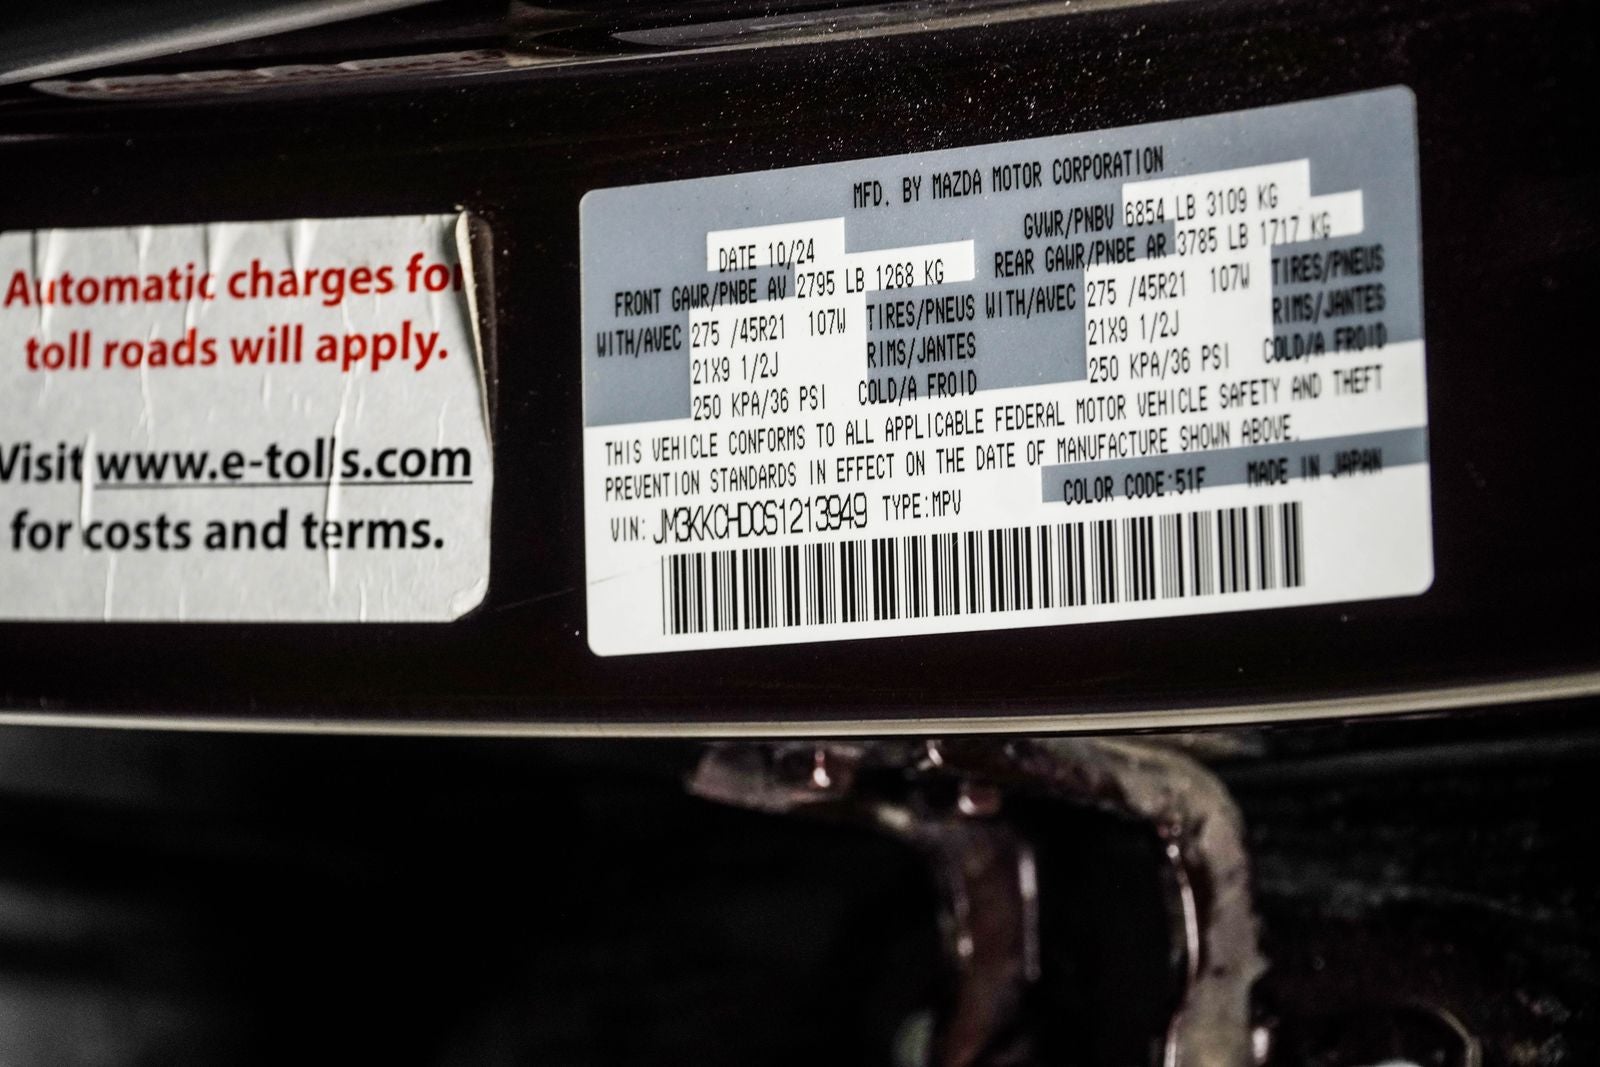 Automatic charges for
toll roads will apply.
Visit www.e-tolls.com
for costs and terms.
MFD. BY MAZDA MOTOR CORPORATION
DATE 10/24
GVWR/PNBV 6854 LB 3109 KG
FRONT GAWR/PNBE AV 2795 LB 1268 KG
REAR GAWR/PNBE AR 3785 LB 1717 KG
WITH/AVEC 275 /45R21 107W TIRES/PNEUS
21X9 1/2J RIMS/JANTES
250 KPA/36 PSI COLD/A FROID
WITH/AVEC 275 /45R21 107W TIRES/PNEUS
21X9 1/2J RIMS/JANTES
250 KPA/36 PSI COLD/A FROID
THIS VEHICLE CONFORMS TO ALL APPLICABLE FEDERAL MOTOR VEHICLE SAFETY AND THEFT
PREVENTION STANDARDS IN EFFECT ON THE DATE OF MANUFACTURE SHOWN ABOVE.
COLOR CODE:51F MADE IN JAPAN
VIN: JM3KKCHDCS1213949 TYPE:MPV